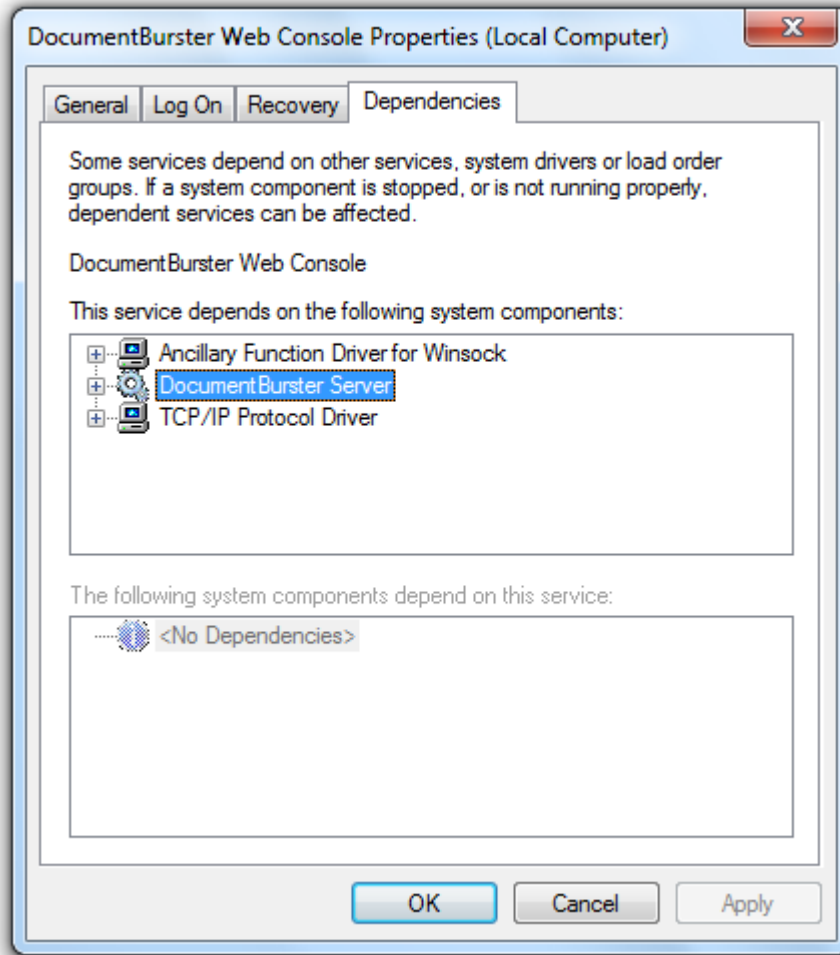 DocumentBurster Web Console Properties (Local Computer)
General Log On Recovery Dependencies
Some services depend on other services, system drivers or load order
groups. If a system component is stopped, or is not running properly,
dependent services can be affected.
DocumentBurster Web Console
This service depends on the following system components:
Ancillary Function Driver for Winsock
DocumentBurster Server
TCP/IP Protocol Driver
The following system components depend on this service:
<No Dependencies>
OK Cancel Apply